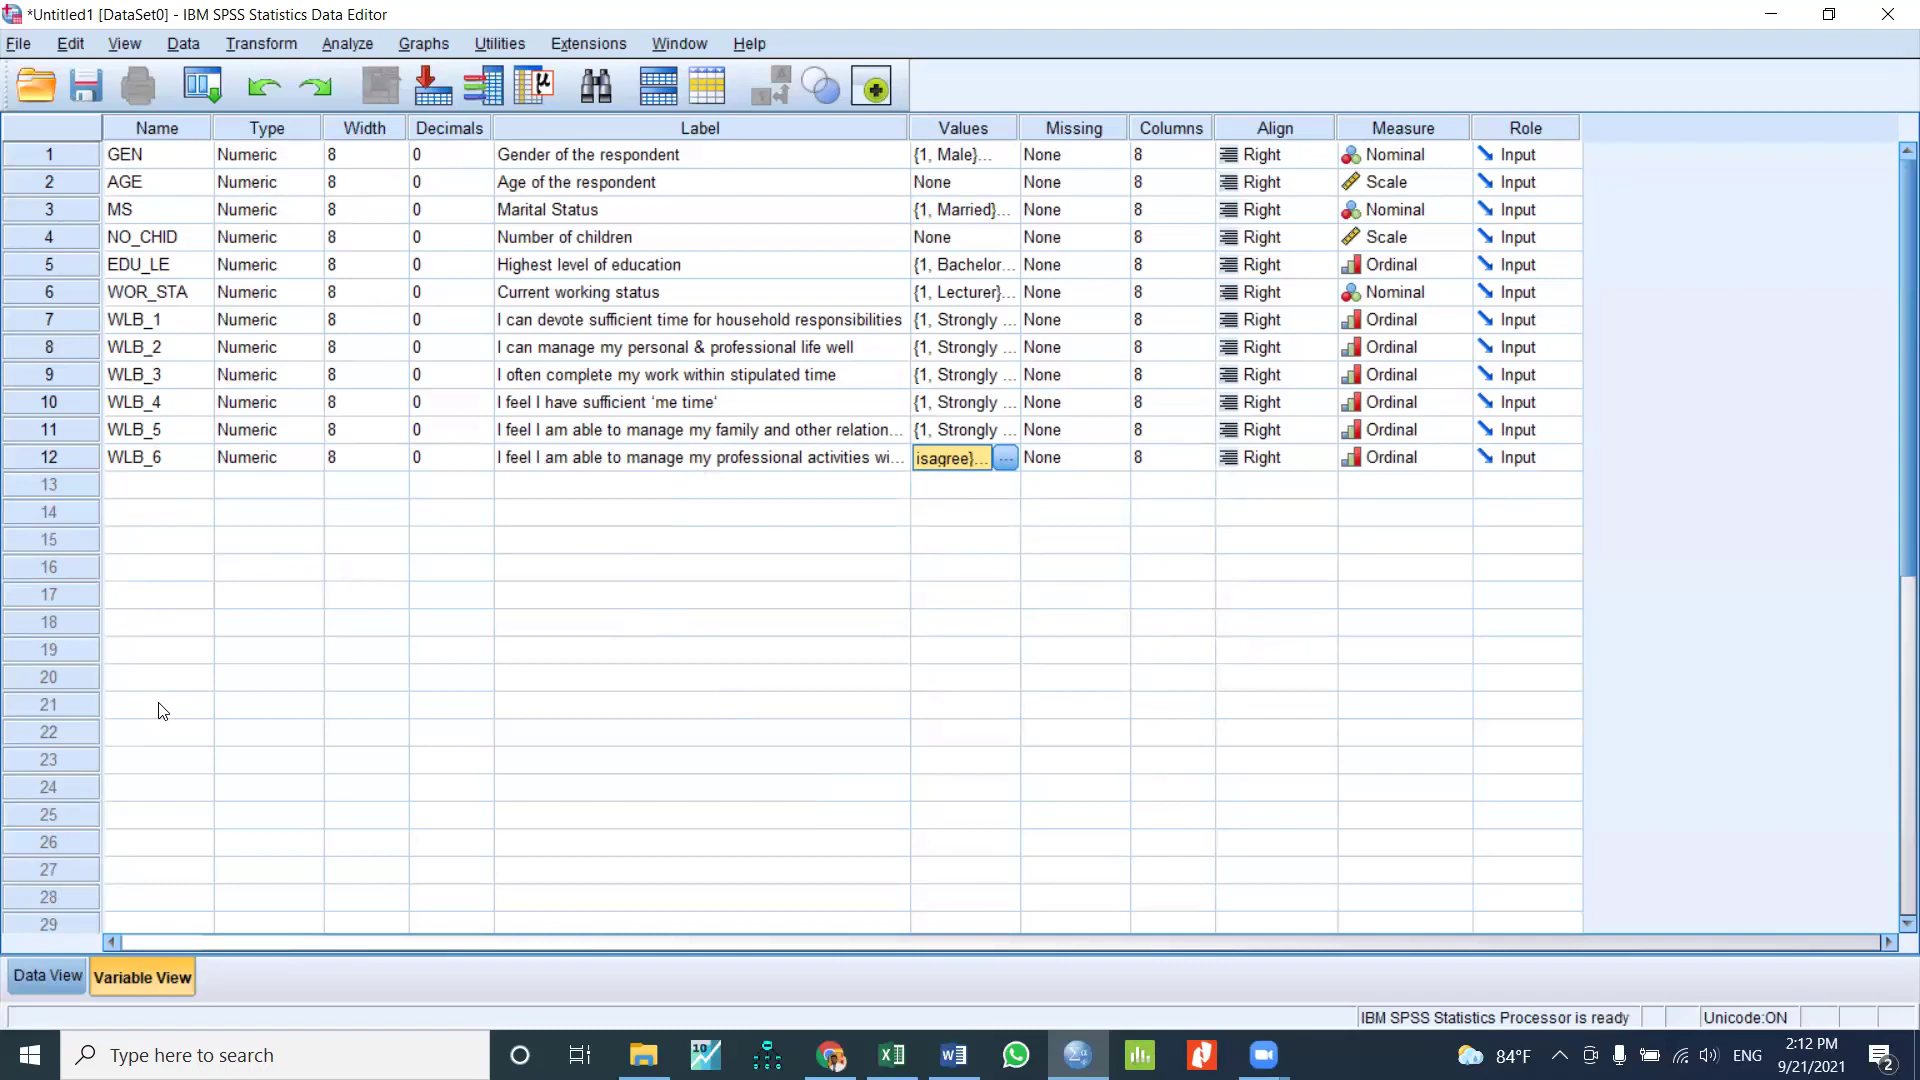 *Untitled1 [DataSet0] - IBM SPSS Statistics Data Editor
File Edit View Data Transform Analyze Graphs Utilities Extensions Window Help
Name Type Width Decimals Label Values Missing Columns Align Measure Role
1 GEN Numeric 8 0 Gender of the respondent {1, Male}... None 8 Right Nominal Input
2 AGE Numeric 8 0 Age of the respondent None None 8 Right Scale Input
3 MS Numeric 8 0 Marital Status {1, Married}... None 8 Right Nominal Input
4 NO_CHID Numeric 8 0 Number of children None None 8 Right Scale Input
5 EDU_LE Numeric 8 0 Highest level of education {1, Bachelor... None 8 Right Ordinal Input
6 WOR_STA Numeric 8 0 Current working status {1, Lecturer}... None 8 Right Nominal Input
7 WLB_1 Numeric 8 0 I can devote sufficient time for household responsibilities {1, Strongly ... None 8 Right Ordinal Input
8 WLB_2 Numeric 8 0 I can manage my personal & professional life well {1, Strongly ... None 8 Right Ordinal Input
9 WLB_3 Numeric 8 0 I often complete my work within stipulated time {1, Strongly ... None 8 Right Ordinal Input
10 WLB_4 Numeric 8 0 I feel I have sufficient ‘me time‘ {1, Strongly ... None 8 Right Ordinal Input
11 WLB_5 Numeric 8 0 I feel I am able to manage my family and other relation... {1, Strongly ... None 8 Right Ordinal Input
12 WLB_6 Numeric 8 0 I feel I am able to manage my professional activities wi... isagree}... ... None 8 Right Ordinal Input
13
14
15
16
17
18
19
20
21
22
23
24
25
26
27
28
29
Data View Variable View
IBM SPSS Statistics Processor is ready Unicode:ON
Type here to search 84°F ENG 2:12 PM
9/21/2021 2